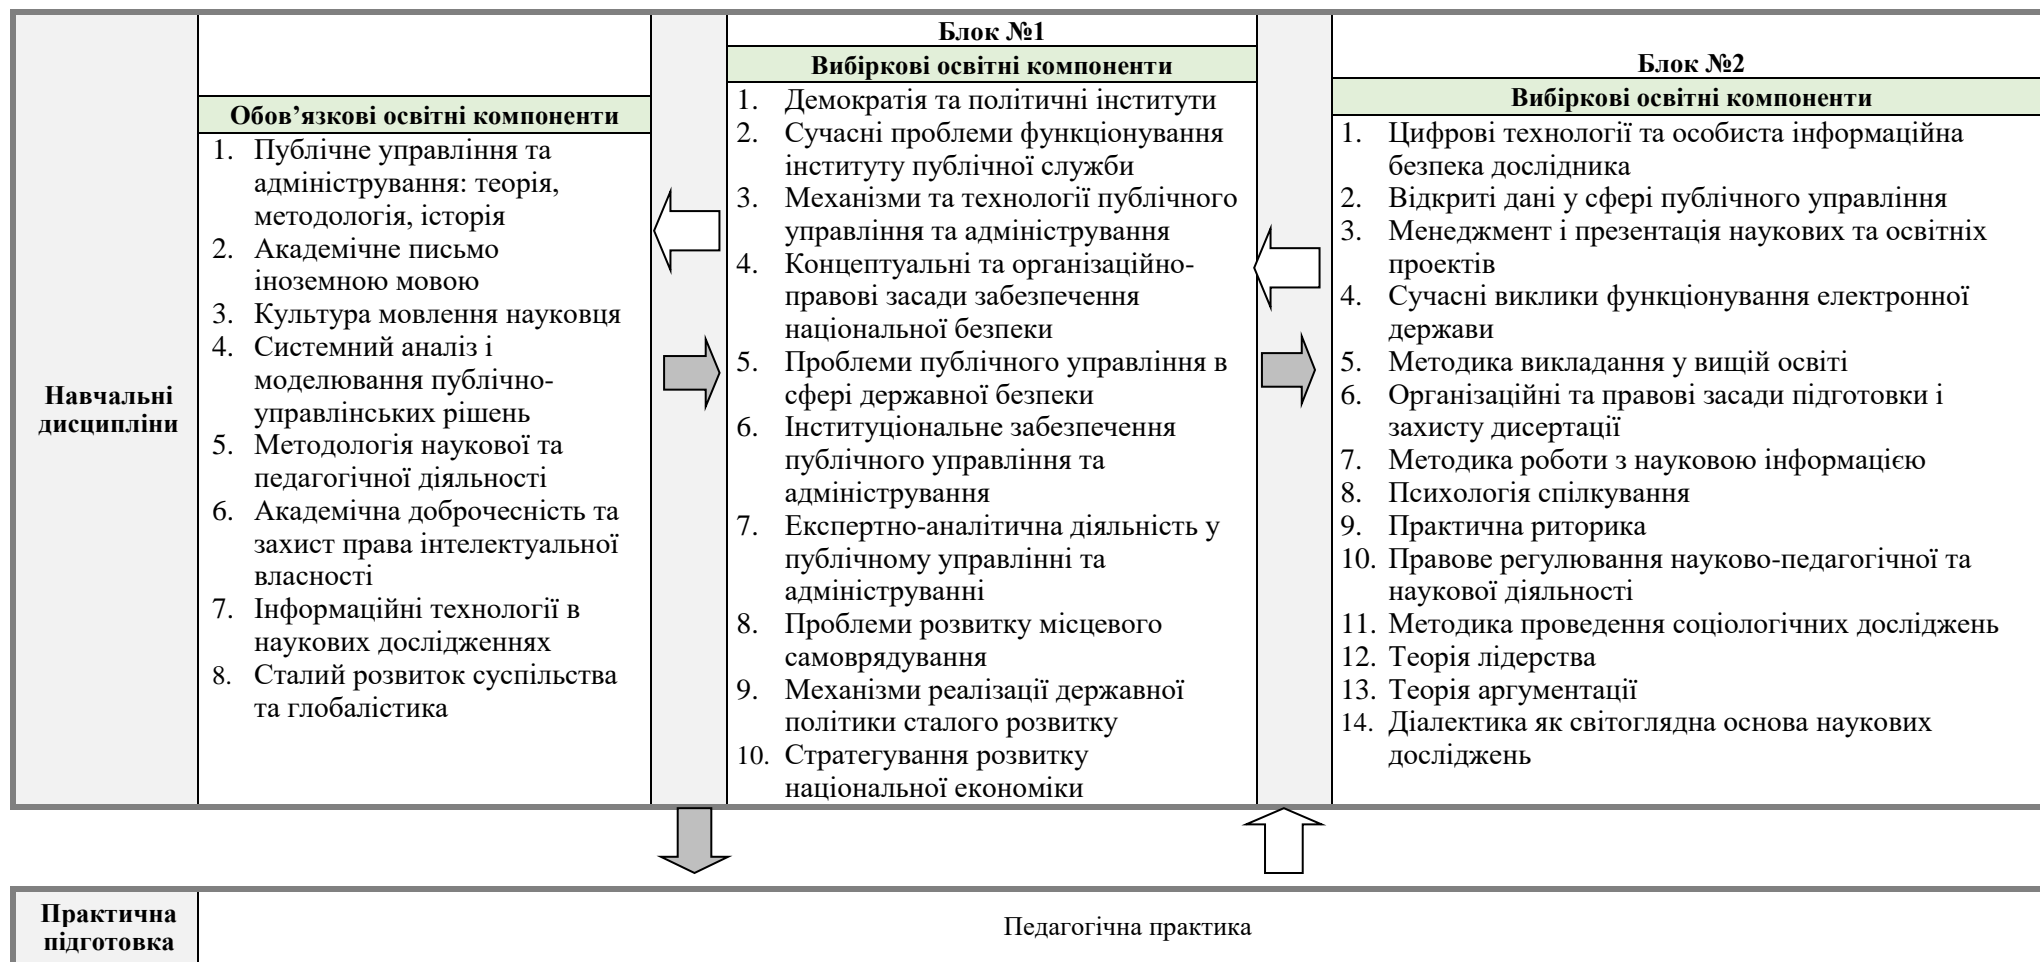 Навчальні
дисципліни
Обов’язкові освітні компоненти
1. Публічне управління та
адміністрування: теорія,
методологія, історія
2. Академічне письмо
іноземною мовою
3. Культура мовлення науковця
4. Системний аналіз і
моделювання публічно-
управлінських рішень
5. Методологія наукової та
педагогічної діяльності
6. Академічна доброчесність та
захист права інтелектуальної
власності
7. Інформаційні технології в
наукових дослідженнях
8. Сталий розвиток суспільства
та глобалістика
Блок №1
Вибіркові освітні компоненти
1. Демократія та політичні інститути
2. Сучасні проблеми функціонування
інституту публічної служби
3. Механізми та технології публічного
управління та адміністрування
4. Концептуальні та організаційно-
правові засади забезпечення
національної безпеки
5. Проблеми публічного управління в
сфері державної безпеки
6. Інституціональне забезпечення
публічного управління та
адміністрування
7. Експертно-аналітична діяльність у
публічному управлінні та
адмініструванні
8. Проблеми розвитку місцевого
самоврядування
9. Механізми реалізації державної
політики сталого розвитку
10. Стратегування розвитку
національної економіки
Блок №2
Вибіркові освітні компоненти
1. Цифрові технології та особиста інформаційна
безпека дослідника
2. Відкриті дані у сфері публічного управління
3. Менеджмент і презентація наукових та освітніх
проектів
4. Сучасні виклики функціонування електронної
держави
5. Методика викладання у вищій освіті
6. Організаційні та правові засади підготовки і
захисту дисертації
7. Методика роботи з науковою інформацією
8. Психологія спілкування
9. Практична риторика
10. Правове регулювання науково-педагогічної та
наукової діяльності
11. Методика проведення соціологічних досліджень
12. Теорія лідерства
13. Теорія аргументації
14. Діалектика як світоглядна основа наукових
досліджень
Практична
підготовка
Педагогічна практика